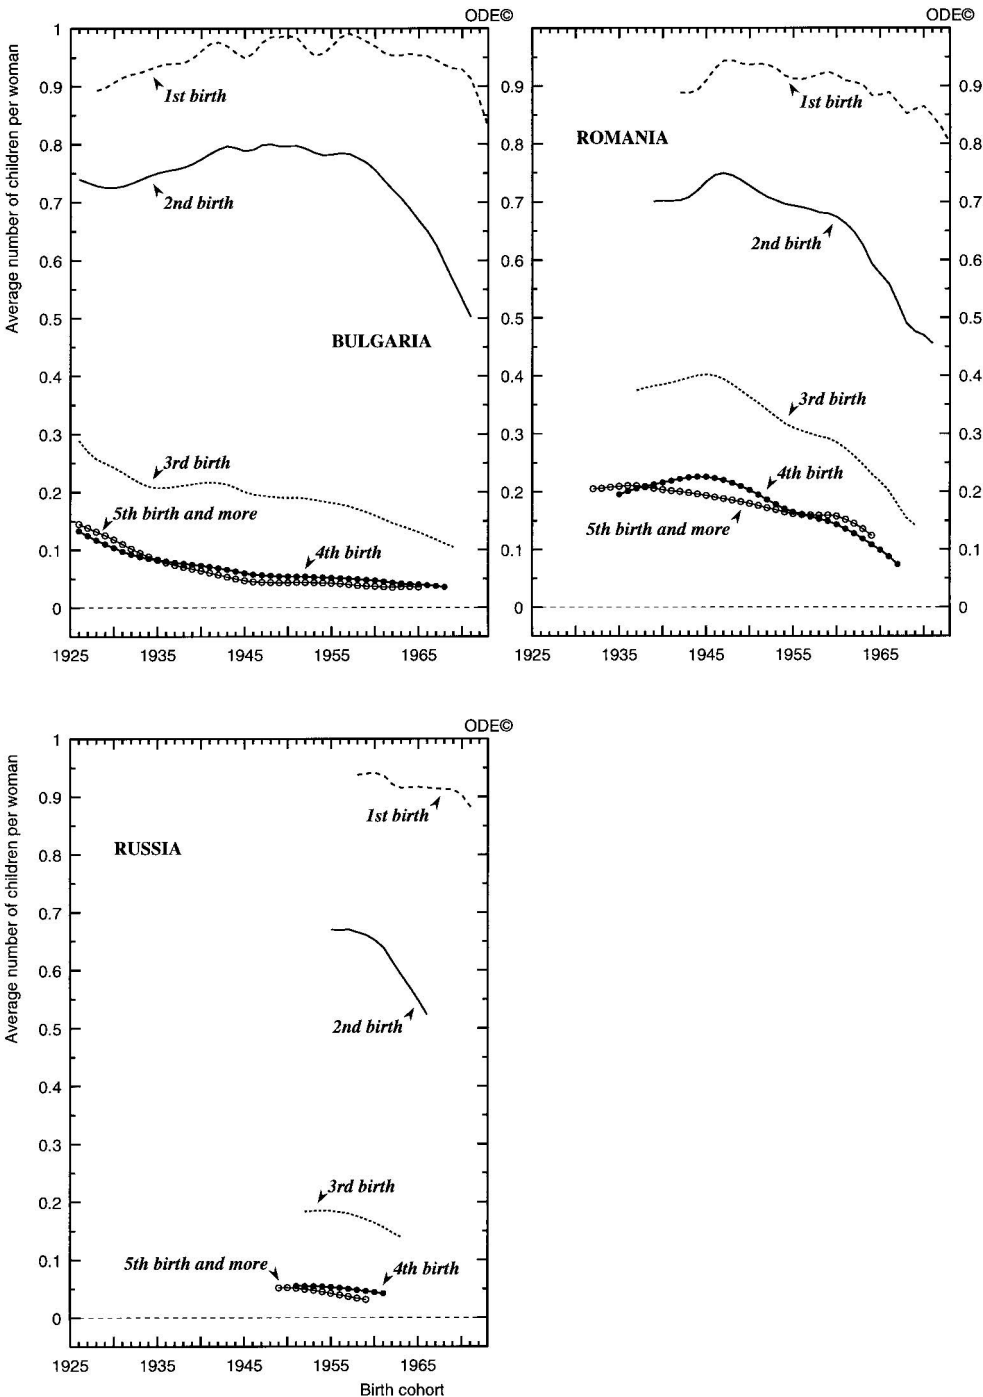 ODE©
Average number of children per woman
1
0.9
0.8
0.7
0.6
0.5
0.4
0.3
0.2
0.1
0
1st birth
2nd birth
BULGARIA
3rd birth
5th birth and more
4th birth
1925
1935
1945
1955
1965
ODE©
0.9
0.8
0.7
0.6
0.5
0.4
0.3
0.2
0.1
0
1st birth
ROMANIA
2nd birth
3rd birth
4th birth
5th birth and more
0.9
0.8
0.7
0.6
0.5
0.4
0.3
0.2
0.1
0
1925
1935
1945
1955
1965
ODE©
Average number of children per woman
1
0.9
0.8
0.7
0.6
0.5
0.4
0.3
0.2
0.1
0
1st birth
RUSSIA
2nd birth
3rd birth
5th birth and more
4th birth
1925
1935
1945
1955
1965
Birth cohort